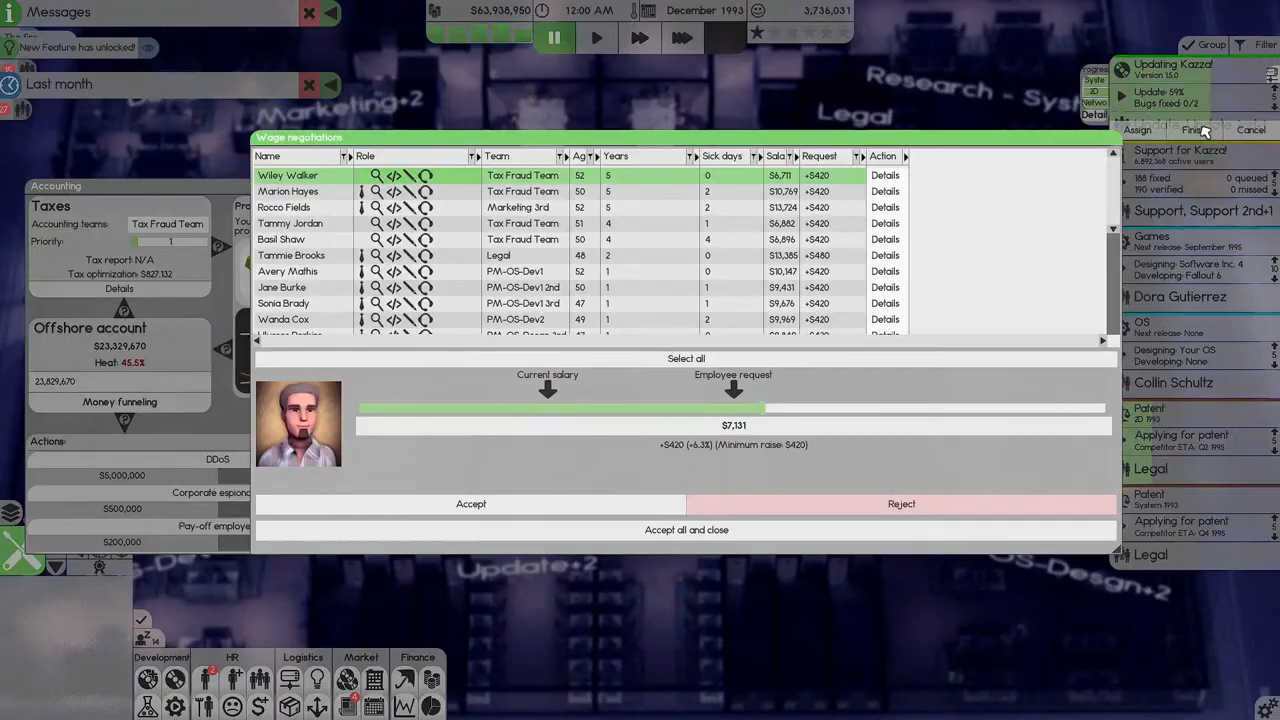 Messages
$63,938,950
12:00 AM
December 1993
3,736,031
New Feature has unlocked!
Group
Filter
Last month
Marketing+2
Research - Syst
Legal
Updating Kazza!
Version 1.5.0
Update: 59%
Bugs fixed 0/2
Assign
Cancel
Support for Kazza!
6,892,368 active users
188 fixed 0 queued
190 verified 0 missed
Support, Support 2nd+1
Games
Next release: September 1995
Designing: Software Inc. 4
Developing: Fallout 6
Dora Gutierrez
OS
Next release: None
Designing: Your OS
Developing: None
Collin Schultz
Patent
2D 1993
Applying for patent
Competitor ETA: Q2 1995
Legal
Patent
System 1993
Applying for patent
Competitor ETA: Q4 1995
Legal
Accounting
Taxes
Accounting teams: Tax Fraud Team
Priority: 1
Tax report: N/A
Tax optimization: $827,132
Details
Offshore account
$23,329,670
Heat: 45.5%
23,829,670
Money funneling
Actions:
DDoS
$5,000,000
Corporate espiona
$500,000
Pay-off employe
$200,000
Wage negotiations
Name Role Team Ag Years Sick days Sala Request Action
Wiley Walker Tax Fraud Team 52 5 0 $6,711 +$420 Details
Marion Hayes Tax Fraud Team 50 5 2 $10,769 +$420 Details
Rocco Fields Marketing 3rd 52 5 2 $13,724 +$420 Details
Tammy Jordan Tax Fraud Team 51 4 1 $6,882 +$420 Details
Basil Shaw Tax Fraud Team 50 4 4 $6,896 +$420 Details
Tammie Brooks Legal 48 2 0 $13,385 +$480 Details
Avery Mathis PM-OS-Dev1 52 1 0 $10,147 +$420 Details
Jane Burke PM-OS-Dev1 2nd 50 1 1 $9,431 +$420 Details
Sonia Brady PM-OS-Dev1 3rd 47 1 1 $9,676 +$420 Details
Wanda Cox PM-OS-Dev2 49 1 2 $9,969 +$420 Details
Select all
Current salary
Employee request
$7,131
+$420 (+6.3%) (Minimum raise: $420)
Accept
Reject
Accept all and close
Update+2
OS-Desgn+2
14
Development
HR
Logistics
Market
Finance
2
4